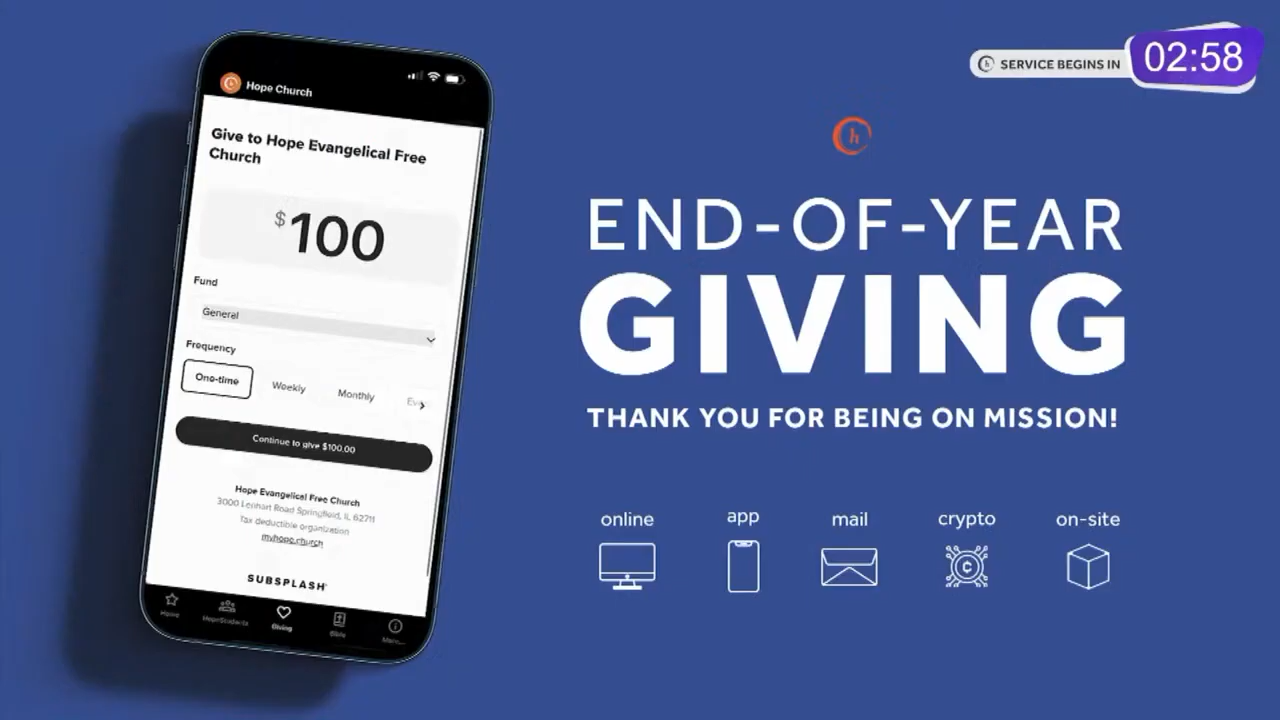 SERVICE BEGINS IN
02:58
Hope Church
Give to Hope Evangelical Free
Church
$100
Fund
General
Frequency
One-time
Weekly
Monthly
Continue to give $100.00
Hope Evangelical Free Church
3000 Lenhart Road Springfield, IL 62711
Tax deductible organization
myhope.church
SUBSPLASH
Home
HopeStudents
Giving
Bible
More...
h
END-OF-YEAR
GIVING
THANK YOU FOR BEING ON MISSION!
online
app
mail
crypto
on-site